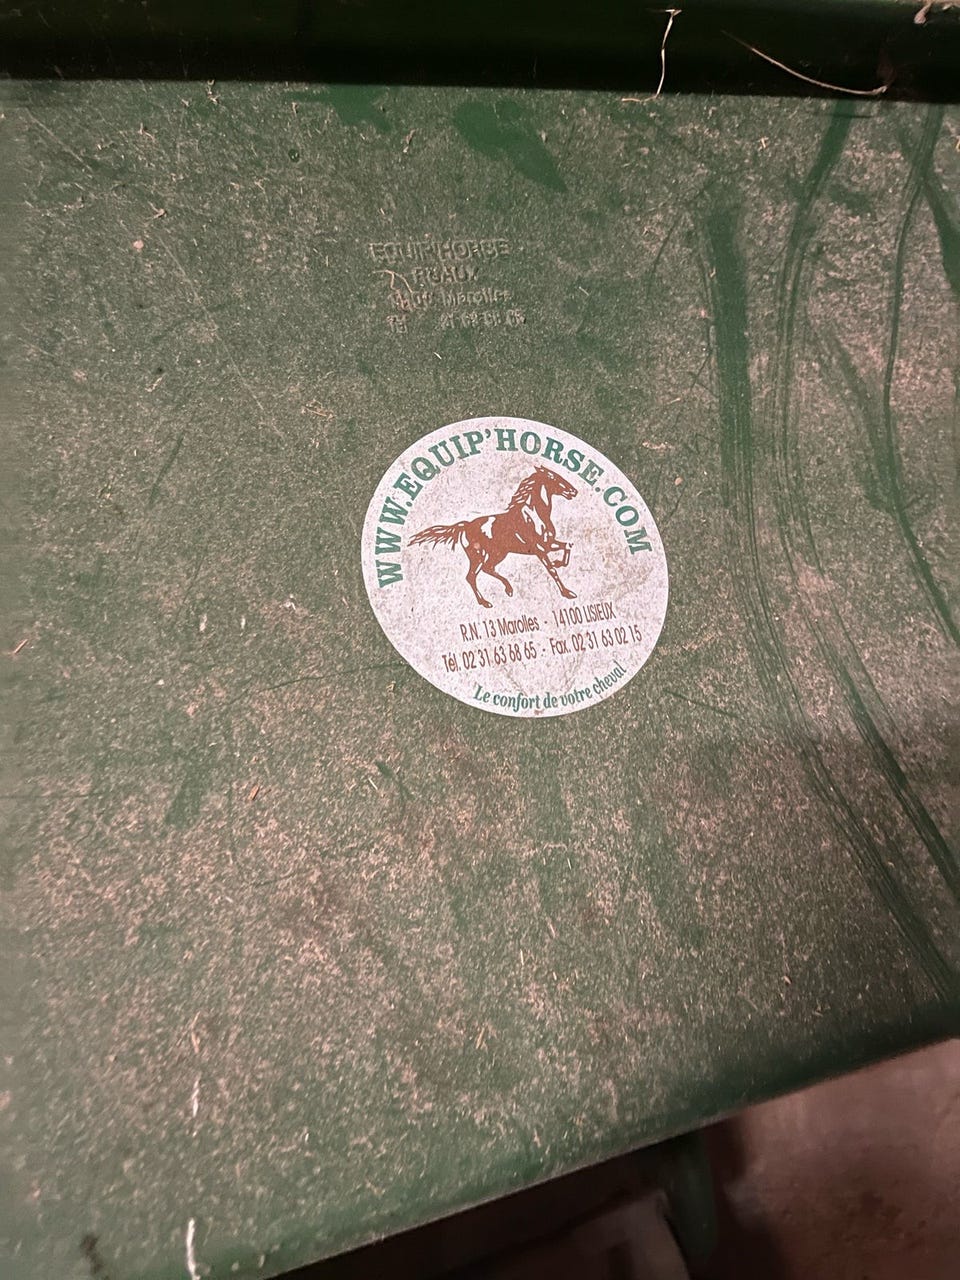 EQUIP'HORSE
Marolles
WWW.EQUIP'HORSE.COM
R.N. 13 Marolles - 14100 LISIEUX
Tél. 02 31 63 68 65 - Fax. 02 31 63 02 15
Le confort de votre cheval